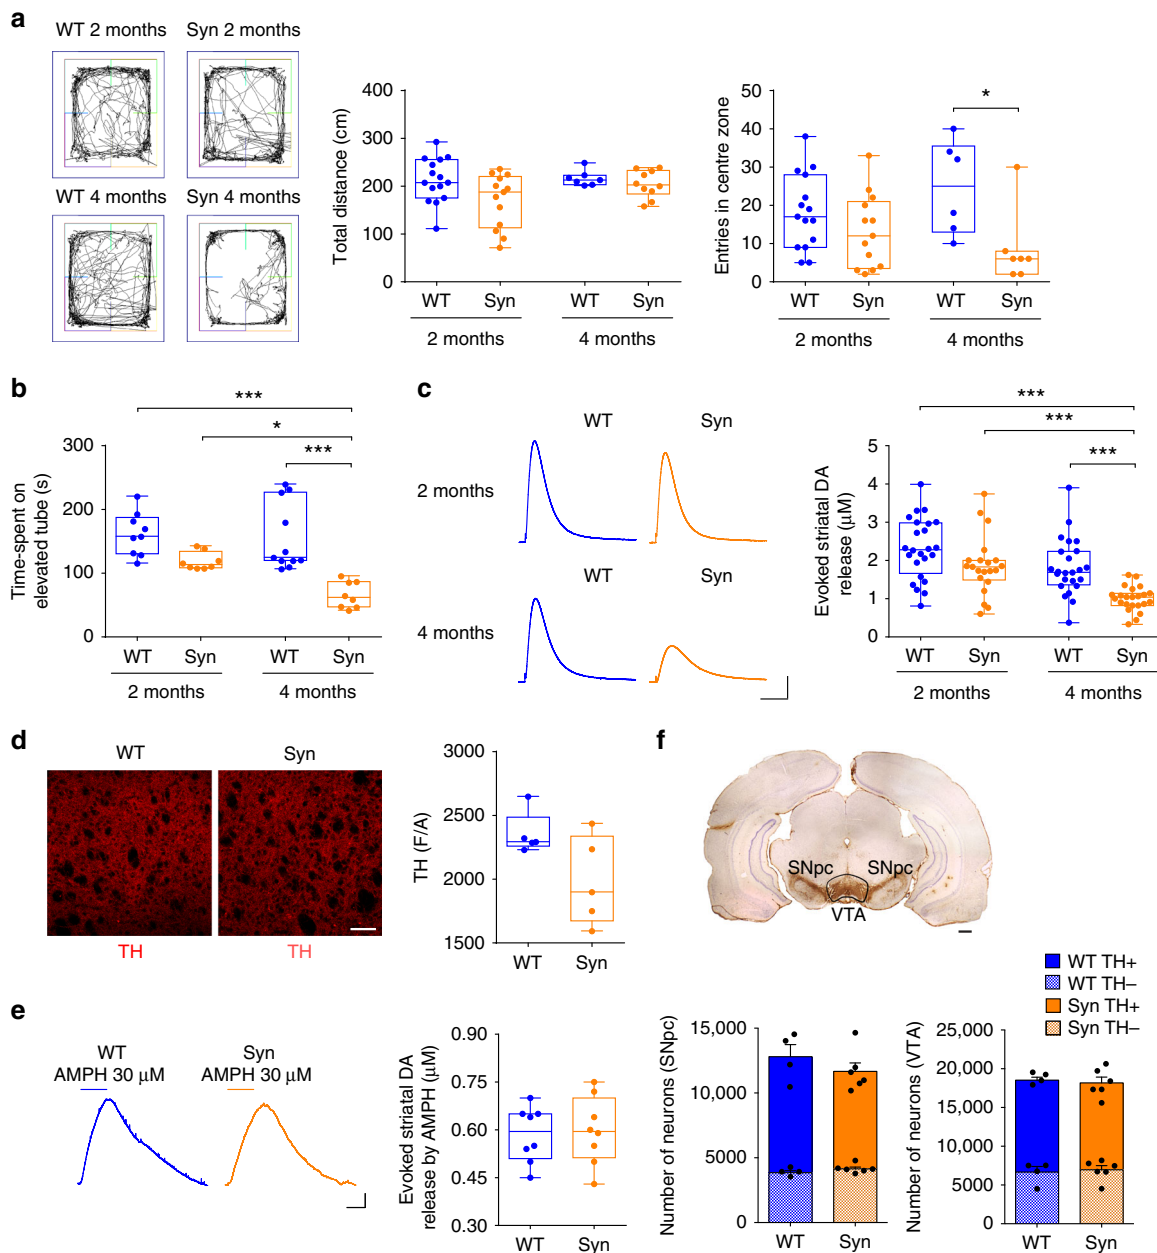 a
WT 2 months
Syn 2 months
WT 4 months
Syn 4 months
Total distance (cm)
400
300
200
100
0
WT
Syn
WT
Syn
2 months
4 months
Entries in centre zone
50
40
30
20
10
0
*
WT
Syn
WT
Syn
2 months
4 months
b
***
*
***
Time-spent on
elevated tube (s)
300
200
100
0
WT
Syn
WT
Syn
2 months
4 months
c
WT
Syn
2 months
WT
Syn
4 months
***
***
***
Evoked striatal DA
release (μM)
5
4
3
2
1
0
WT
Syn
WT
Syn
2 months
4 months
d
WT
Syn
TH
TH
TH (F/A)
3000
2500
2000
1500
WT
Syn
f
SNpc
SNpc
VTA
WT TH+
WT TH–
Syn TH+
Syn TH–
e
WT
AMPH 30 μM
Syn
AMPH 30 μM
Evoked striatal DA
release by AMPH (μM)
0.90
0.75
0.60
0.45
0.30
WT
Syn
Number of neurons (SNpc)
15,000
10,000
5000
0
WT
Syn
Number of neurons (VTA)
25,000
20,000
15,000
10,000
5000
0
WT
Syn